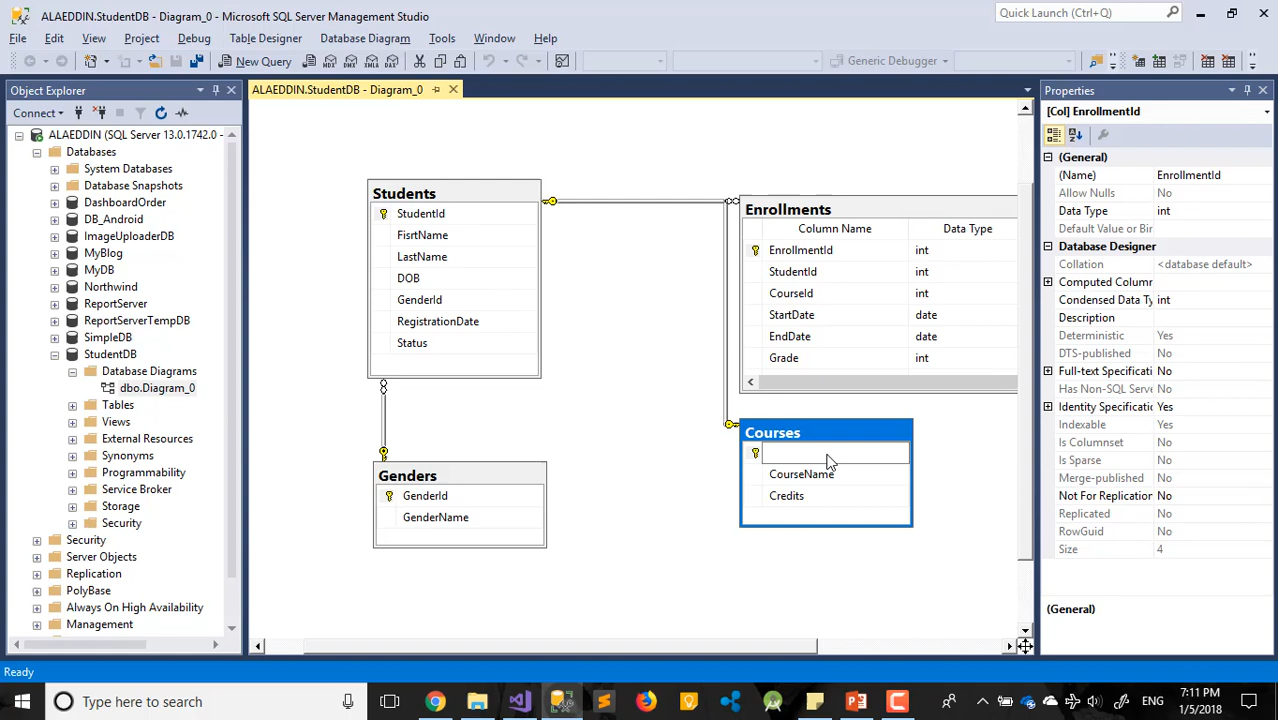 ALAEDDIN.StudentDB - Diagram_0 - Microsoft SQL Server Management Studio
Quick Launch (Ctrl+Q)
File Edit View Project Debug Table Designer Database Diagram Tools Window Help
New Query
MDX DMX XMLA DAX
Generic Debugger
Object Explorer
Connect
ALAEDDIN (SQL Server 13.0.1742.0
Databases
System Databases
Database Snapshots
DashboardOrder
DB_Android
ImageUploaderDB
MyBlog
MyDB
Northwind
ReportServer
ReportServerTempDB
SimpleDB
StudentDB
Database Diagrams
dbo.Diagram_0
Tables
Views
External Resources
Synonyms
Programmability
Service Broker
Storage
Security
Security
Server Objects
Replication
PolyBase
Always On High Availability
Management
ALAEDDIN.StudentDB - Diagram_0
Students
StudentId
FisrtName
LastName
DOB
GenderId
RegistrationDate
Status
Genders
GenderId
GenderName
Enrollments
Column Name Data Type
EnrollmentId int
StudentId int
CourseId int
StartDate date
EndDate date
Grade int
Courses
CourseName
Credits
Properties
[Col] EnrollmentId
(General)
(Name) EnrollmentId
Allow Nulls No
Data Type int
Default Value or Bir
Database Designer
Collation <database default>
Computed Column
Condensed Data Ty int
Description
Deterministic Yes
DTS-published No
Full-text Specificati No
Has Non-SQL Serve No
Identity Specificatio Yes
Indexable Yes
Is Columnset No
Is Sparse No
Merge-published No
Not For Replication No
Replicated No
RowGuid No
Size 4
(General)
Ready
Type here to search
ENG
7:11 PM
1/5/2018